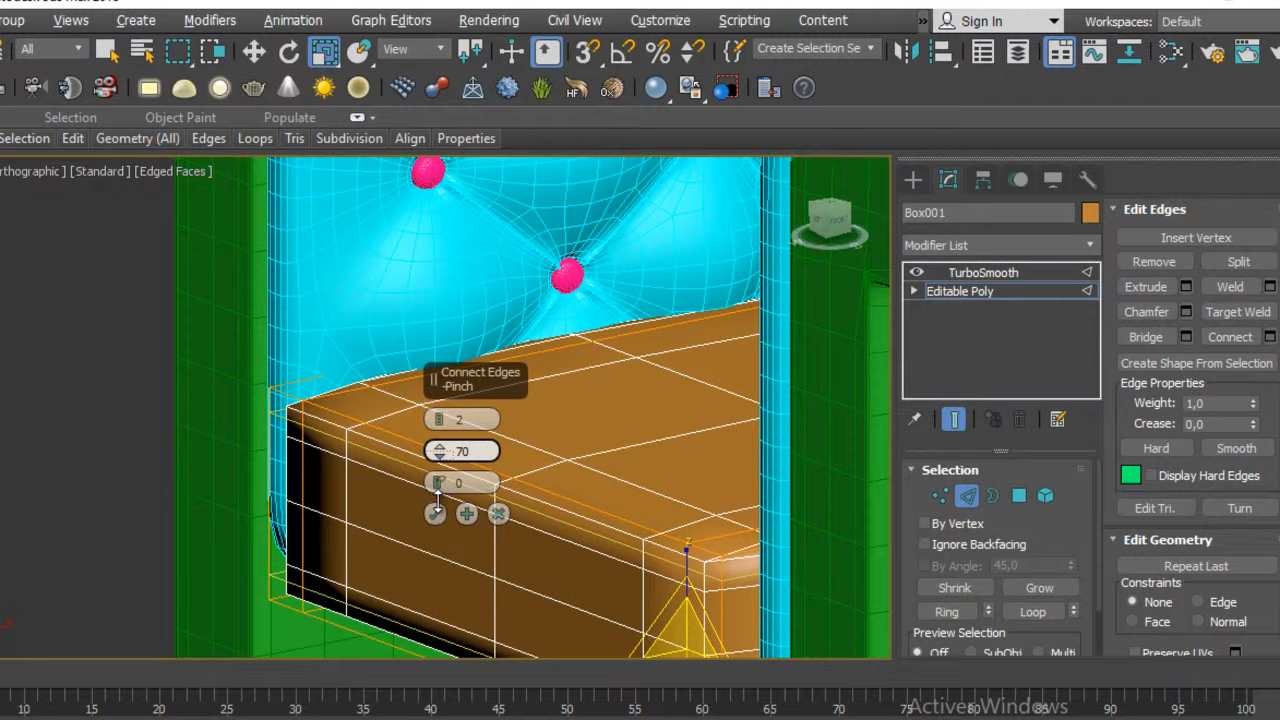 Views Create Modifiers Animation Graph Editors Rendering Civil View Customize Scripting Content » Sign In Workspaces: Default
All View Create Selection Se
Selection Object Paint Populate
Selection Edit Geometry (All) Edges Loops Tris Subdivision Align Properties
[Standard ] [Edged Faces ]
Box001
Modifier List
TurboSmooth
Editable Poly
Connect Edges
-Pinch
2
70
0
z
Selection
By Vertex
Ignore Backfacing
By Angle: 45,0
Shrink Grow
Ring Loop
Preview Selection
Off SubObj Multi
Edit Edges
Insert Vertex
Remove Split
Extrude Weld
Chamfer Target Weld
Bridge Connect
Create Shape From Selection
Edge Properties
Weight: 1,0
Crease: 0,0
Hard Smooth
Display Hard Edges
Edit Tri. Turn
Edit Geometry
Repeat Last
Constraints
None Edge
Face Normal
Preserve UVs
Activer Windows
10 15 20 25 30 35 40 45 50 55 60 65 70 75 80 85 90 95 100